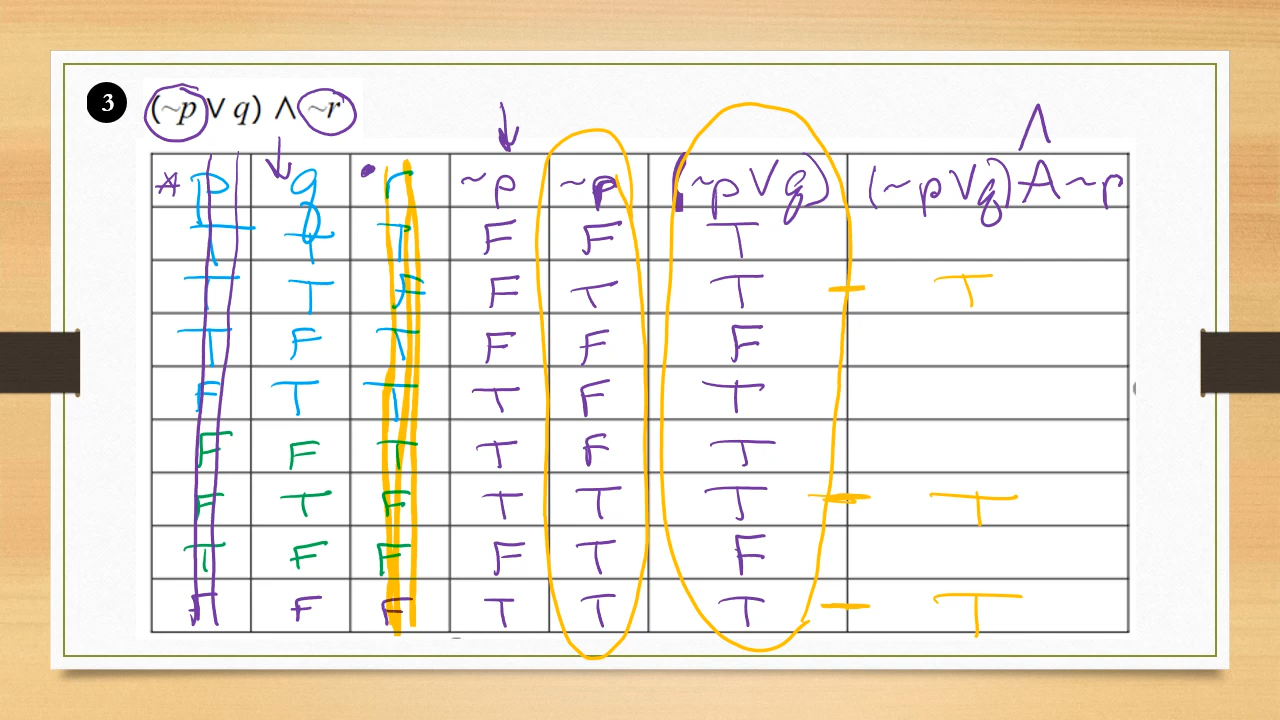 3 (~p ∨ q) ∧ ~r
∧
p q r ~p ~p (~p ∨ q) (~p ∨ q) ∧ ~r
T T T F F T
T T F F T T T
T F T F F F
F T T T F T
F F T T F T
F T F T T T T
T F F F T F
F F F T T T T